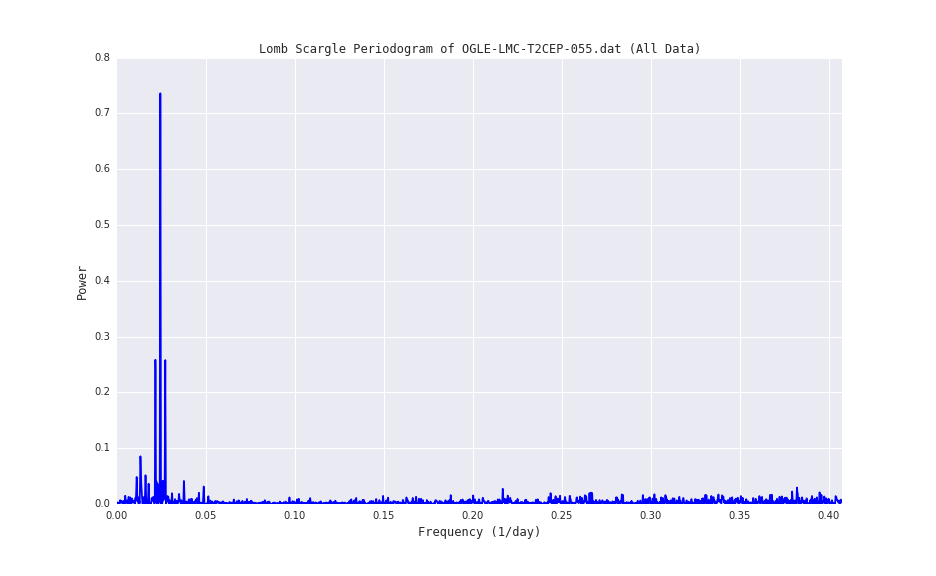 Lomb Scargle Periodogram of OGLE-LMC-T2CEP-055.dat (All Data)
0.8
0.7
0.6
0.5
0.4
0.3
0.2
0.1
0.0
Power
0.00 0.05 0.10 0.15 0.20 0.25 0.30 0.35 0.40
Frequency (1/day)